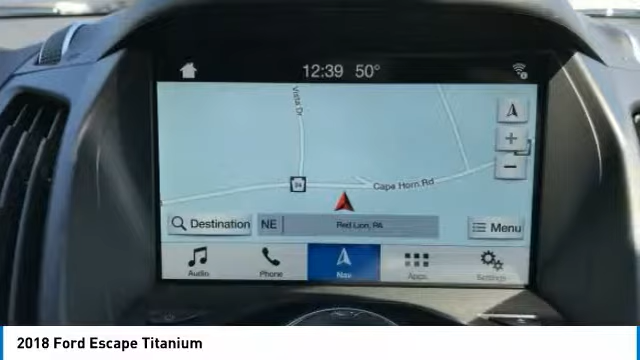 12:39 50°
Vista Dr
94
Cape Horn Rd
+
−
Destination NE Red Lion, PA Menu
Audio Phone Nav Apps Settings
2018 Ford Escape Titanium